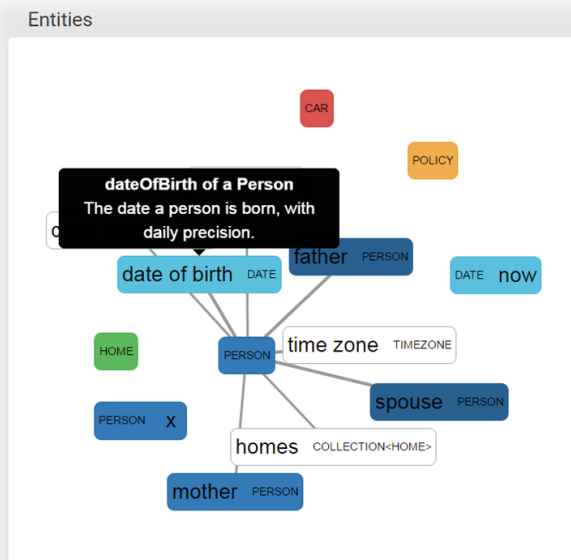 Entities
CAR
POLICY
dateOfBirth of a Person
The date a person is born, with
daily precision.
father PERSON
date of birth DATE
DATE now
HOME
PERSON
time zone TIMEZONE
spouse PERSON
PERSON x
homes COLLECTION<HOME>
mother PERSON